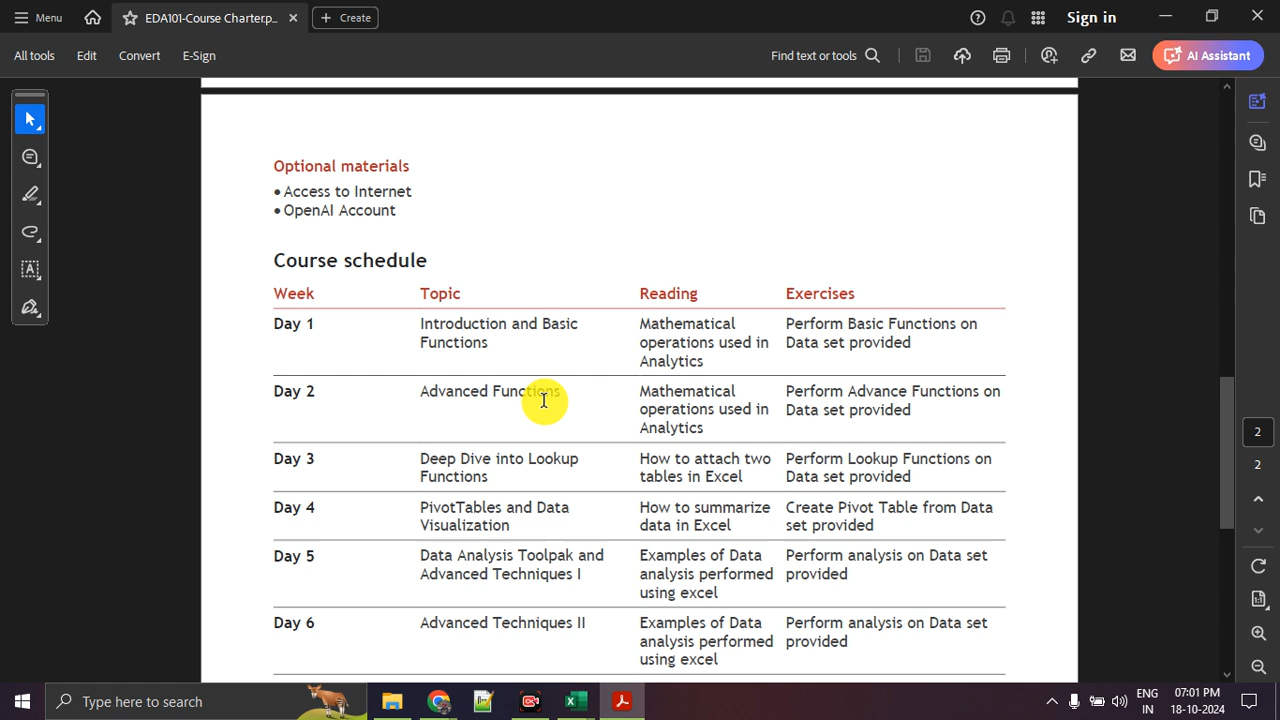 Menu
EDA101-Course Charter.p...
Create
Sign in
All tools
Edit
Convert
E-Sign
Find text or tools
AI Assistant
Optional materials
• Access to Internet
• OpenAI Account
Course schedule
Week Topic Reading Exercises
Day 1 Introduction and Basic Mathematical Perform Basic Functions on
Functions operations used in Data set provided
Analytics
Day 2 Advanced Functions Mathematical Perform Advance Functions on
operations used in Data set provided
Analytics
Day 3 Deep Dive into Lookup How to attach two Perform Lookup Functions on
Functions tables in Excel Data set provided
Day 4 PivotTables and Data How to summarize Create Pivot Table from Data
Visualization data in Excel set provided
Day 5 Data Analysis Toolpak and Examples of Data Perform analysis on Data set
Advanced Techniques I analysis performed provided
using excel
Day 6 Advanced Techniques II Examples of Data Perform analysis on Data set
analysis performed provided
using excel
2
2
Type here to search
ENG
IN
07:01 PM
18-10-2024